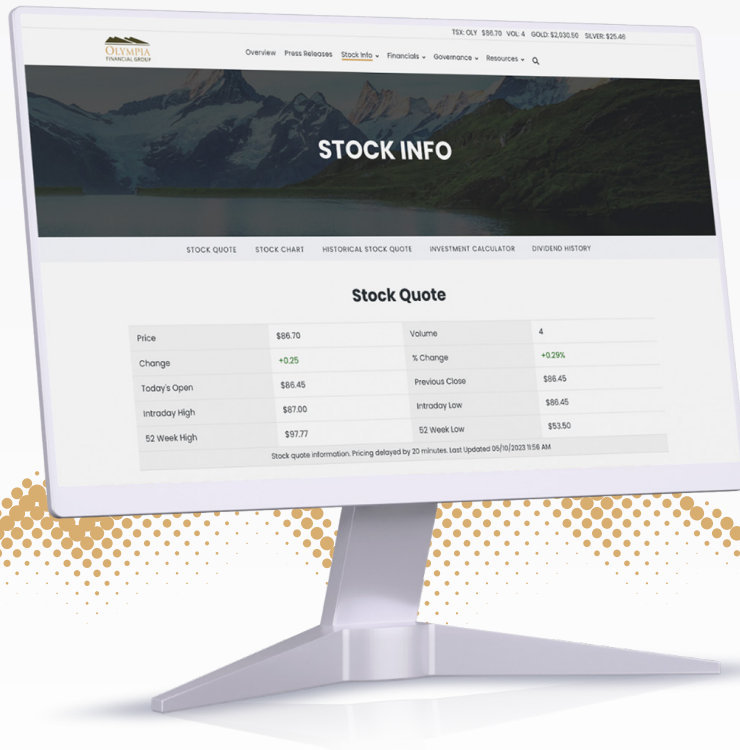 TSX: OLY $86.70 VOL: 4 GOLD: $2,030.50 SILVER: $25.46
OLYMPIA
FINANCIAL GROUP
Overview Press Releases Stock Info Financials Governance Resources
STOCK INFO
STOCK QUOTE STOCK CHART HISTORICAL STOCK QUOTE INVESTMENT CALCULATOR DIVIDEND HISTORY
Stock Quote
Price $86.70 Volume 4
Change +0.25 % Change +0.29%
Today's Open $86.45 Previous Close $86.45
Intraday High $87.00 Intraday Low $86.45
52 Week High $97.77 52 Week Low $53.50
Stock quote information. Pricing delayed by 20 minutes. Last Updated 05/10/2023 11:56 AM